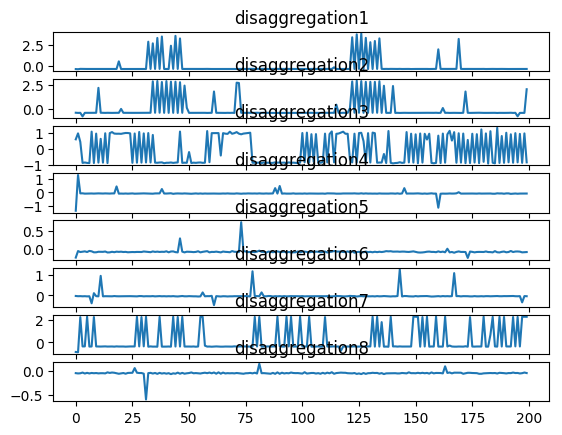 disaggregation1
2.5
0.0
disaggregation2
2.5
0.0
disaggregation3
1
0
−1
disaggregation4
1
0
−1
disaggregation5
0.5
0.0
disaggregation6
1
0
disaggregation7
2
0
disaggregation8
0.0
−0.5
0 25 50 75 100 125 150 175 200